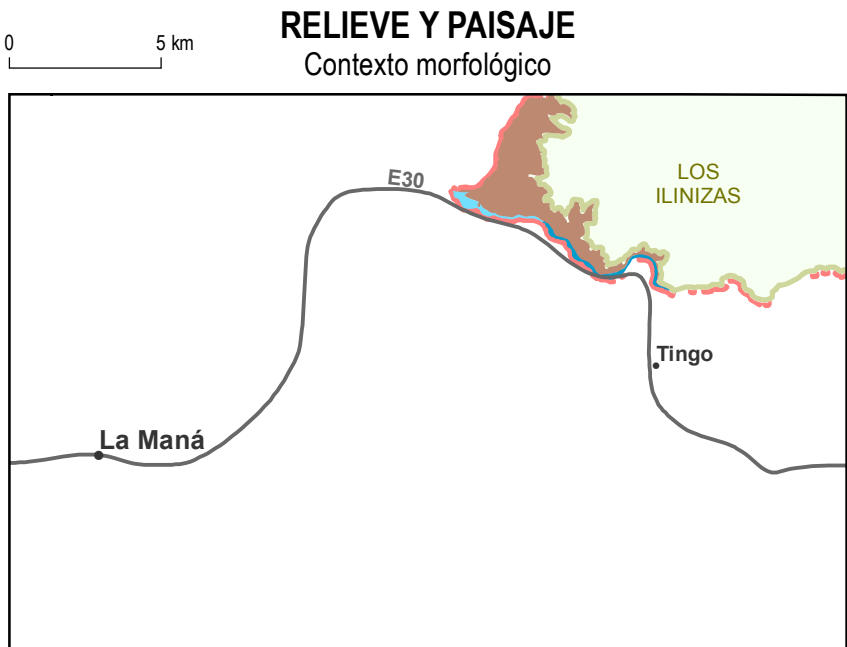 RELIEVE Y PAISAJE
Contexto morfológico
0 5 km
E30
LOS
ILINIZAS
Tingo
La Maná